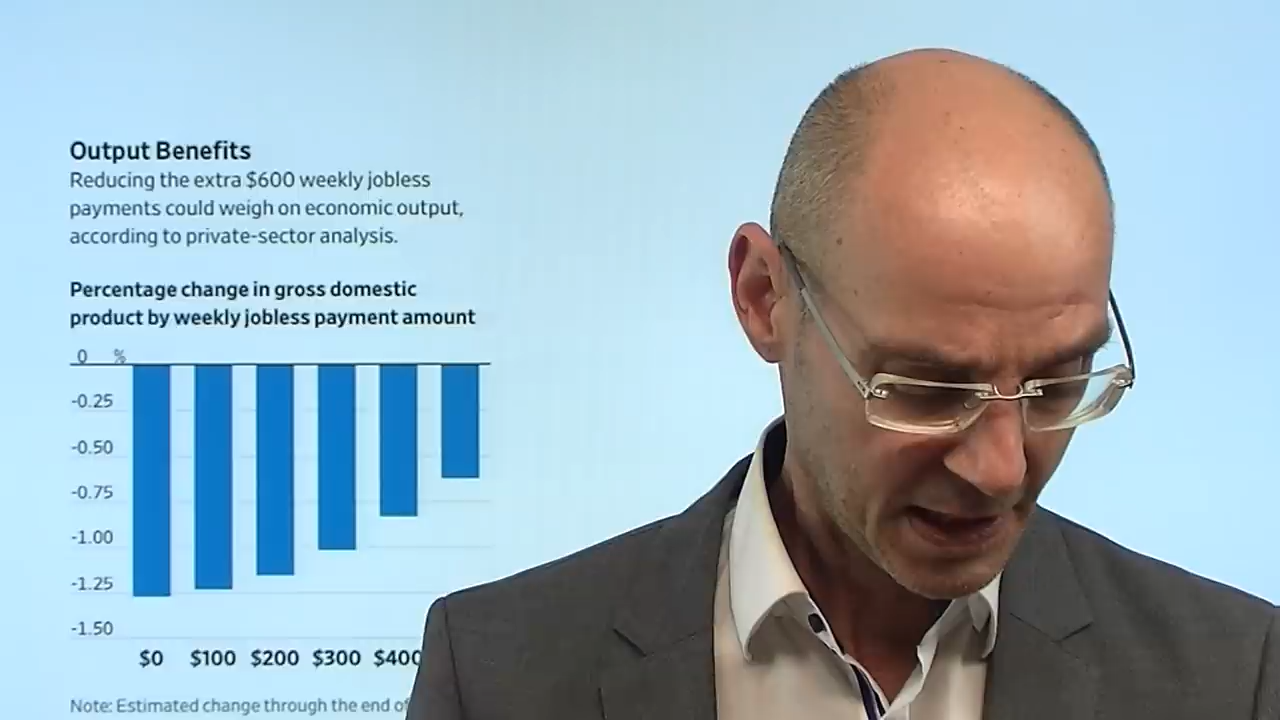 Output Benefits
Reducing the extra $600 weekly jobless
payments could weigh on economic output,
according to private-sector analysis.
Percentage change in gross domestic
product by weekly jobless payment amount
0 %
-0.25
-0.50
-0.75
-1.00
-1.25
-1.50
$0 $100 $200 $300 $400
Note: Estimated change through the end of